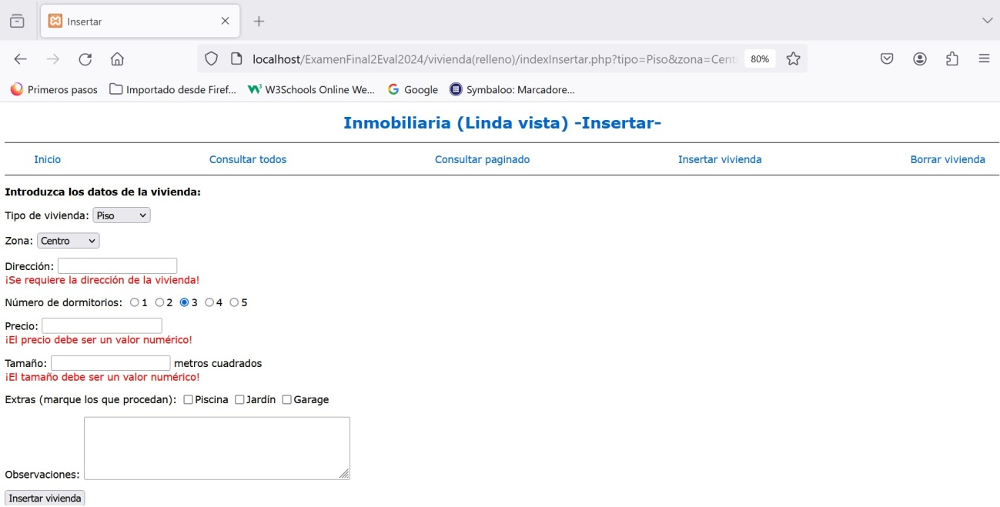 Insertar
localhost/ExamenFinal2Eval2024/vivienda(relleno)/indexInsertar.php?tipo=Piso&zona=Cent 80%
Primeros pasos Importado desde Firef... W3Schools Online We... Google Symbaloo: Marcadore...
Inmobiliaria (Linda vista) -Insertar-
Inicio Consultar todos Consultar paginado Insertar vivienda Borrar vivienda
Introduzca los datos de la vivienda:
Tipo de vivienda: Piso
Zona: Centro
Dirección:
¡Se requiere la dirección de la vivienda!
Número de dormitorios: 1 2 3 4 5
Precio:
¡El precio debe ser un valor numérico!
Tamaño: metros cuadrados
¡El tamaño debe ser un valor numérico!
Extras (marque los que procedan): Piscina Jardín Garage
Observaciones:
Insertar vivienda